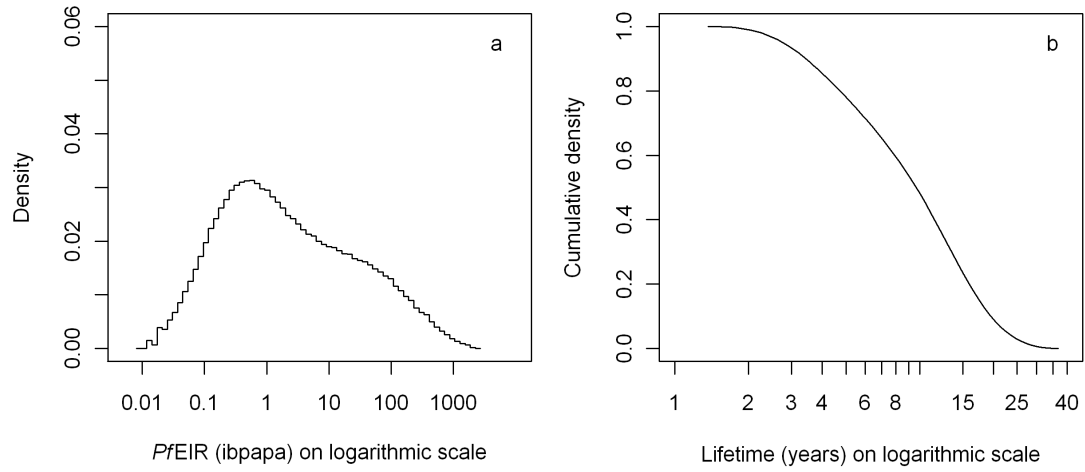 a
Density
0.00
0.02
0.04
0.06
0.01 0.1 1 10 100 1000
PfEIR (ibpapa) on logarithmic scale
b
Cumulative density
0.0
0.2
0.4
0.6
0.8
1.0
1 2 3 4 6 8 15 25 40
Lifetime (years) on logarithmic scale